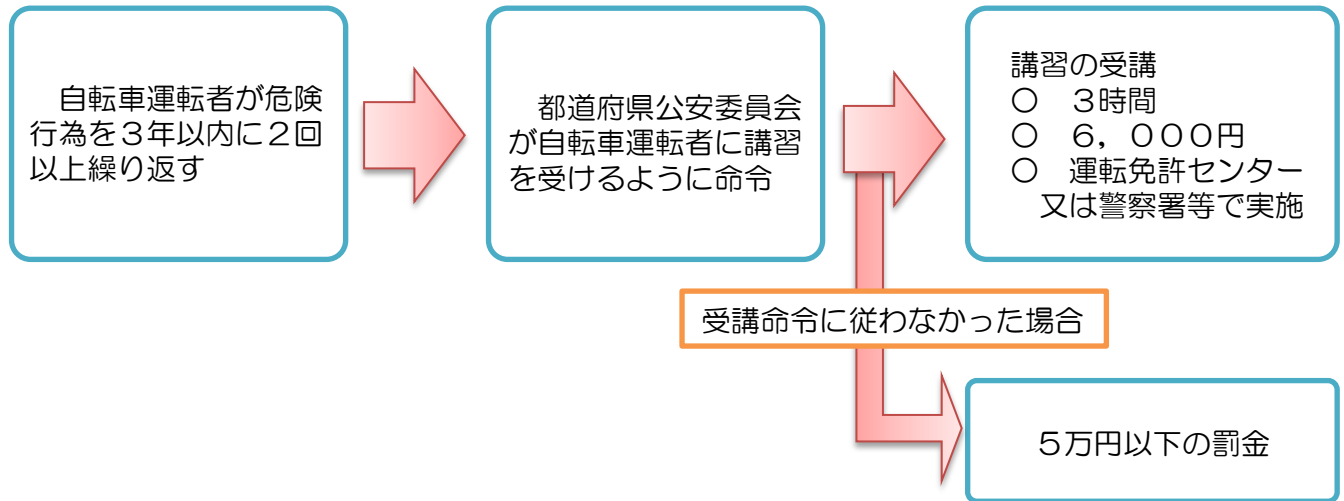 自転車運転者が危険
行為を３年以内に２回
以上繰り返す
　都道府県公安委員会
が自転車運転者に講習
を受けるように命令
講習の受講
○　３時間
○　６，０００円
○　運転免許センター
　又は警察署等で実施
受講命令に従わなかった場合
５万円以下の罰金